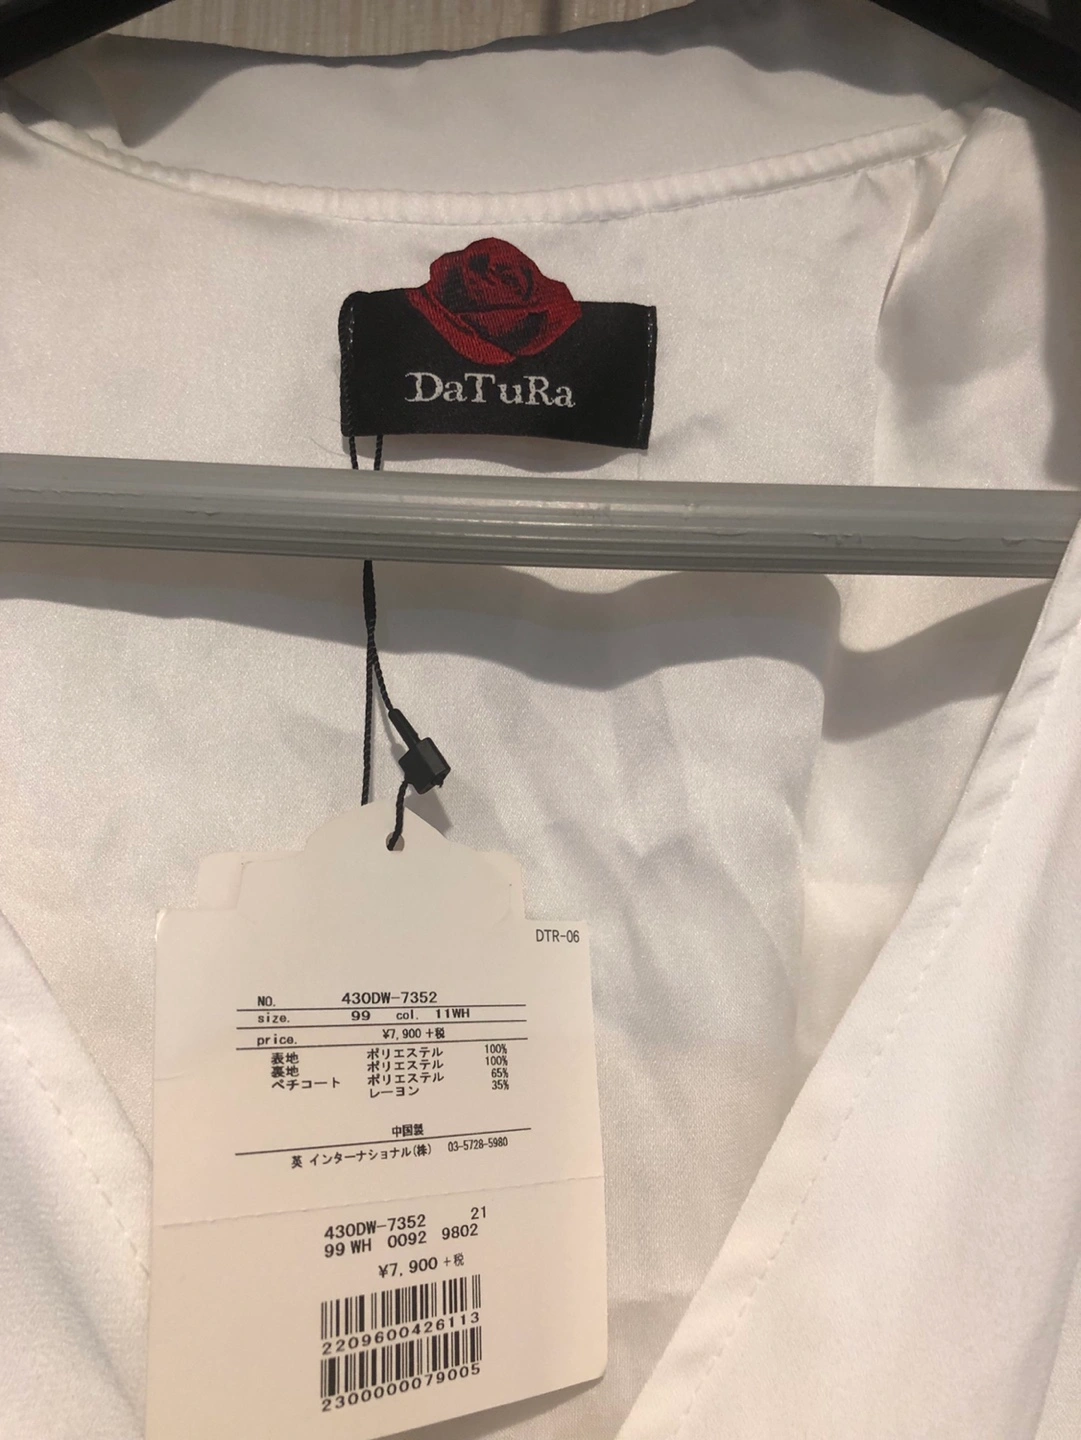 DaTuRa
DTR-06
NO. 430DW-7352
size. 99 col. 11WH
price. ¥7,900+税
表地 ポリエステル 100%
裏地 ポリエステル 100%
ペチコート ポリエステル 65%
レーヨン 35%
中国製
英 インターナショナル(株) 03-5728-5980
430DW-7352 21
99 WH 0092 9802
¥7,900+税
2209600426113
2300000079005